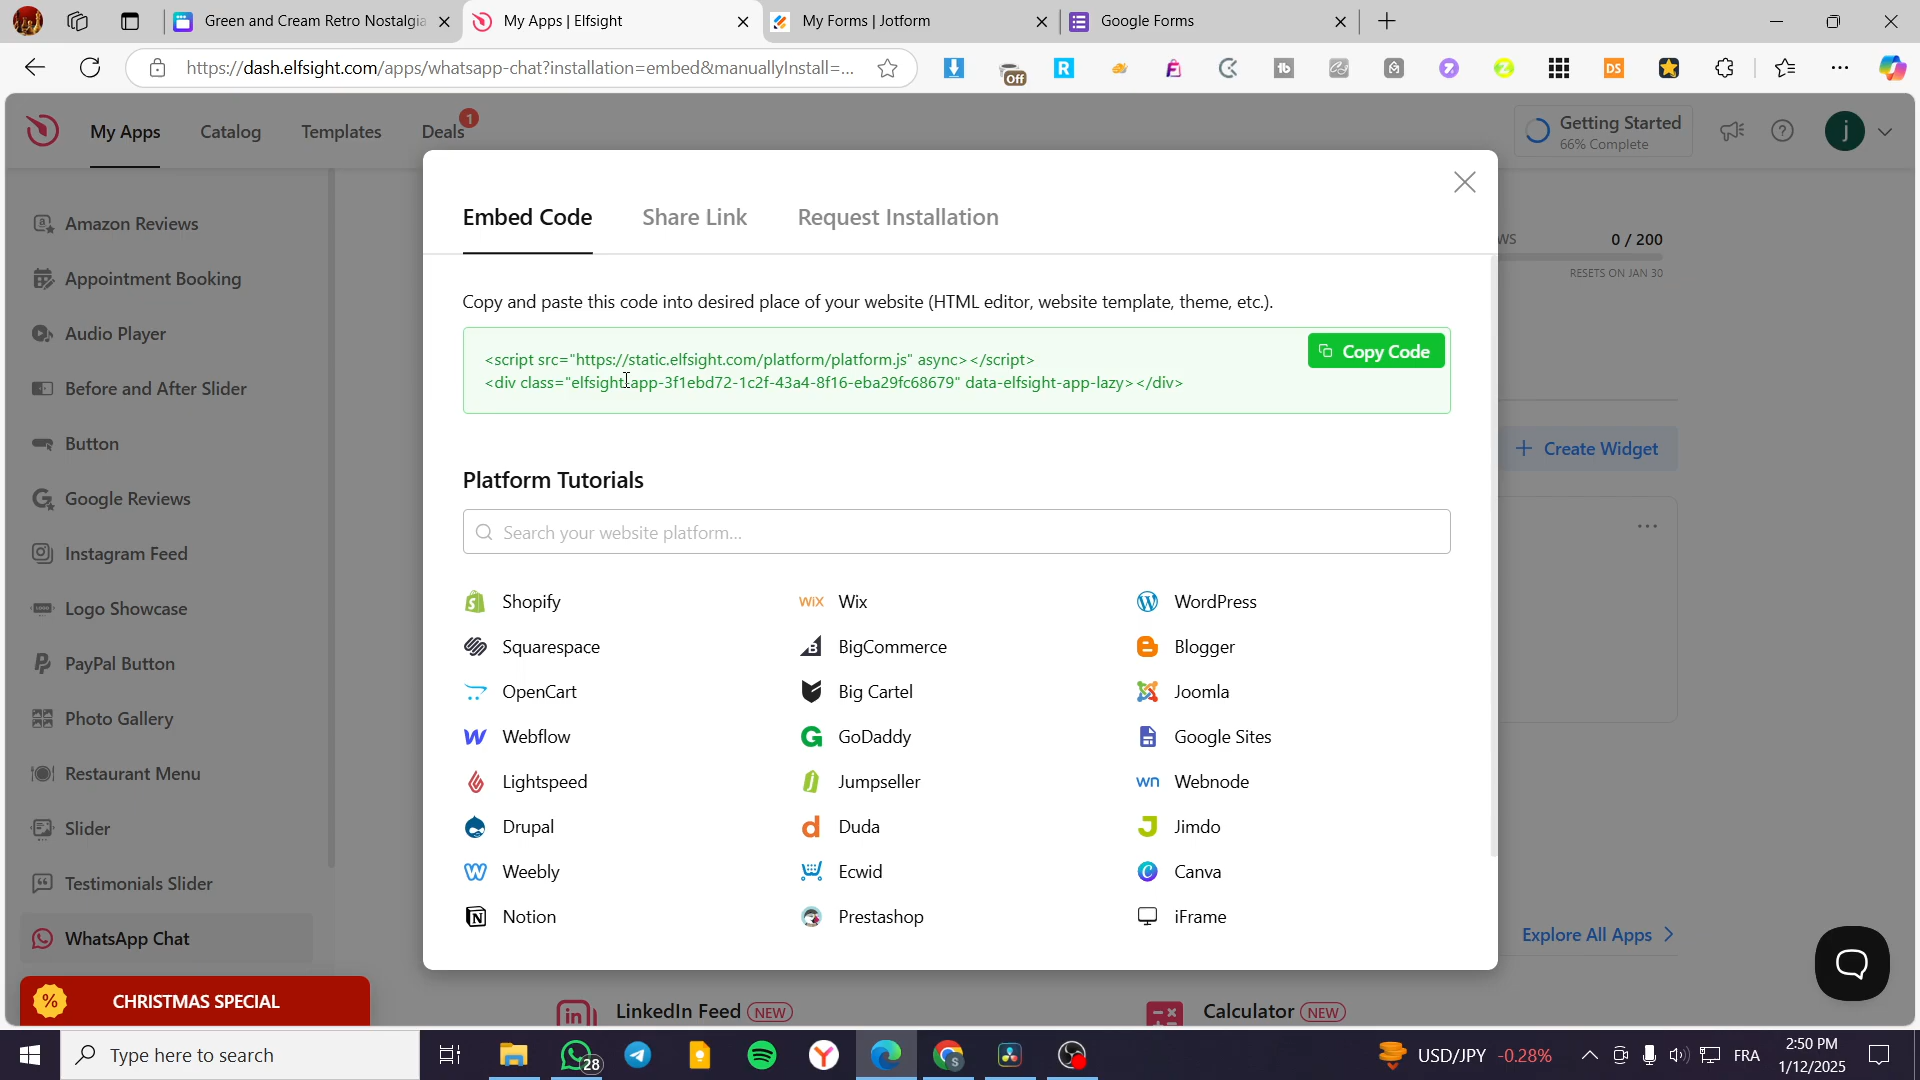 Green and Cream Retro Nostalgia
My Apps | Elfsight
My Forms | Jotform
Google Forms
https://dash.elfsight.com/apps/whatsapp-chat?installation=embed&manuallyInstall=...
Off
R
tb
DS
My Apps
Catalog
Templates
Deals
1
Getting Started
66% Complete
j
Amazon Reviews
Appointment Booking
Audio Player
Before and After Slider
Button
Google Reviews
Instagram Feed
Logo Showcase
PayPal Button
Photo Gallery
Restaurant Menu
Slider
Testimonials Slider
WhatsApp Chat
% CHRISTMAS SPECIAL
Embed Code
Share Link
Request Installation
Copy and paste this code into desired place of your website (HTML editor, website template, theme, etc.).
<script src="https://static.elfsight.com/platform/platform.js" async></script>
<div class="elfsight-app-3f1ebd72-1c2f-43a4-8f16-eba29fc68679" data-elfsight-app-lazy></div>
Copy Code
Platform Tutorials
Search your website platform...
Shopify
WiX Wix
WordPress
Squarespace
BigCommerce
Blogger
OpenCart
Big Cartel
Joomla
Webflow
GoDaddy
Google Sites
Lightspeed
Jumpseller
wn Webnode
Drupal
Duda
Jimdo
Weebly
Ecwid
Canva
Notion
Prestashop
iFrame
WS
0 / 200
RESETS ON JAN 30
+ Create Widget
Explore All Apps
LinkedIn Feed NEW
Calculator NEW
Type here to search
28
USD/JPY -0.28%
FRA
2:50 PM
1/12/2025